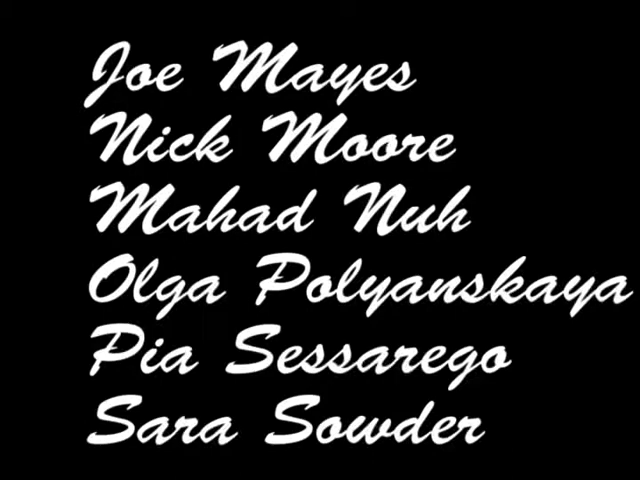 Joe Mayes
Nick Moore
Mahad Nuh
Olga Polyanskaya
Pia Sessarego
Sara Sowder